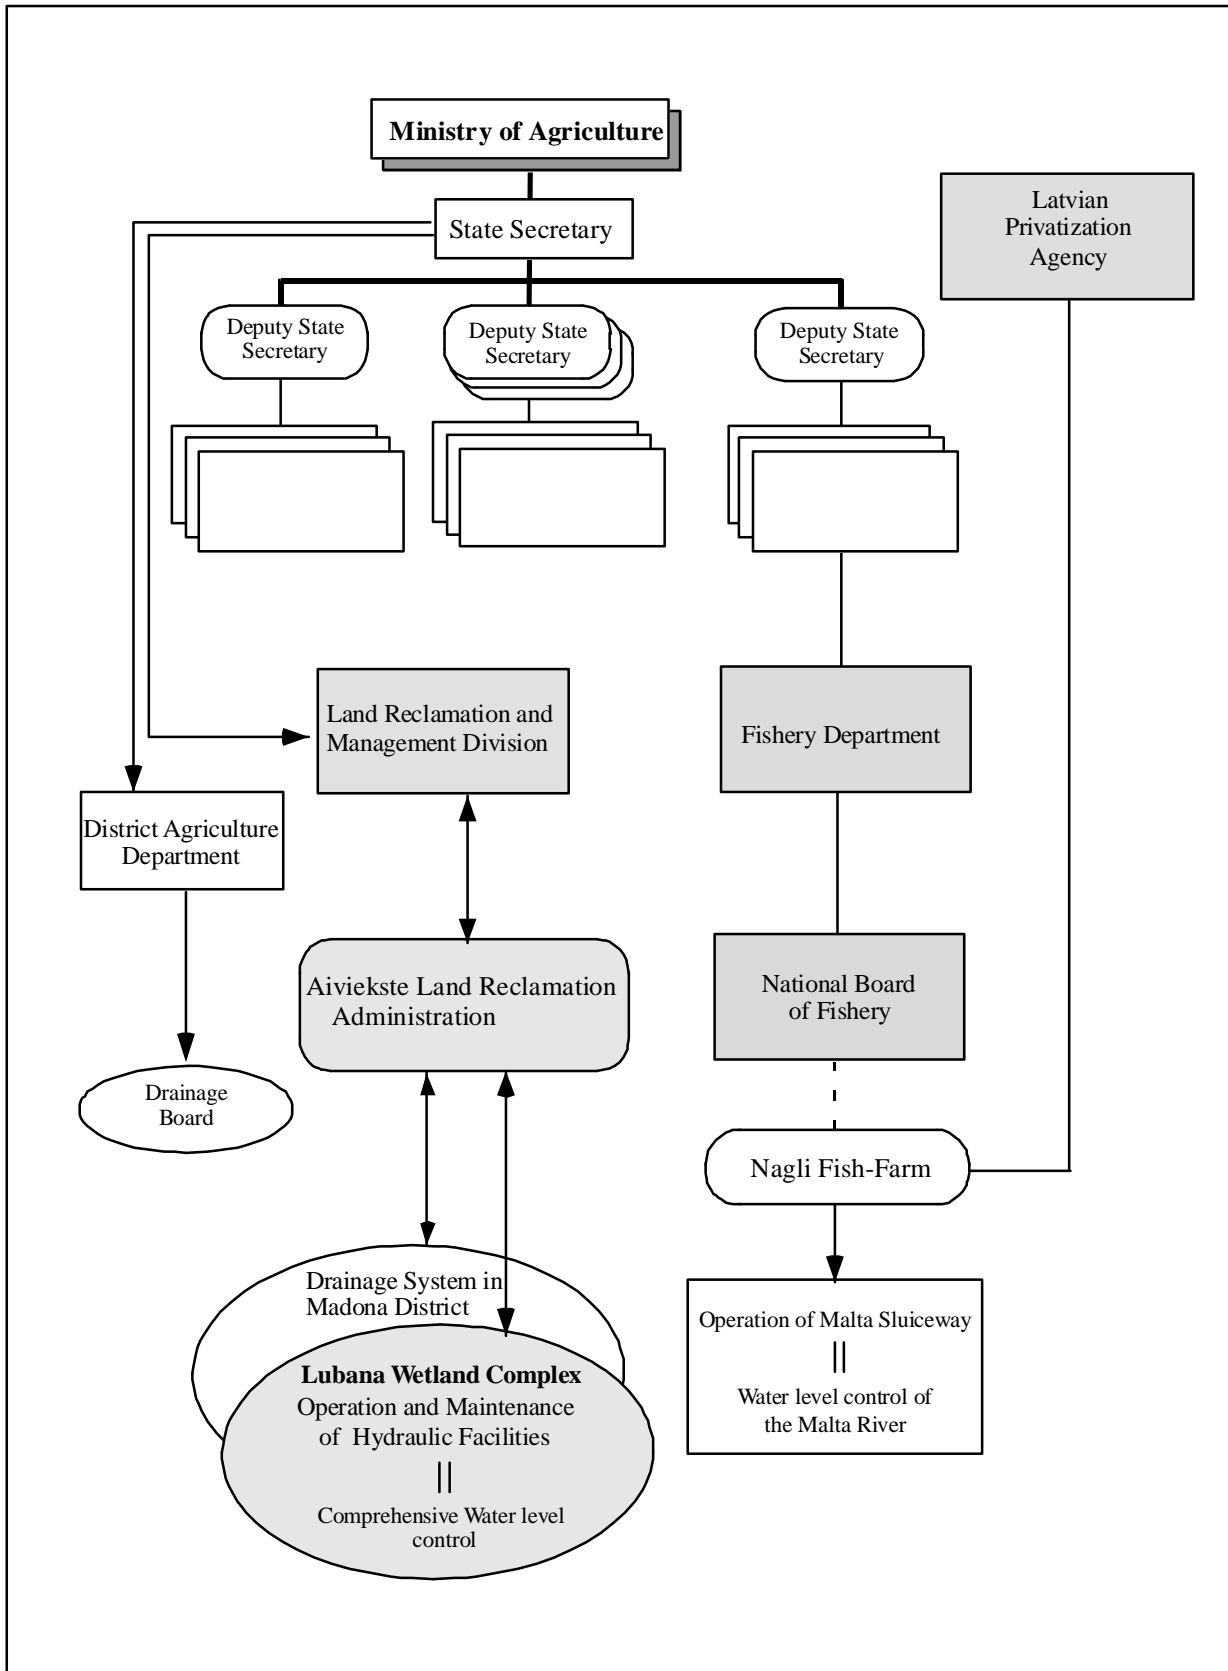 Ministry of Agriculture
State Secretary
Latvian
Privatization
Agency
Deputy State
Secretary
Deputy State
Secretary
Deputy State
Secretary
Land Reclamation and
Management Division
Fishery Department
District Agriculture
Department
Aiviekste Land Reclamation
Administration
National Board
of Fishery
Drainage
Board
Nagli Fish-Farm
Drainage System in
Madona District
Lubana Wetland Complex
Operation and Maintenance
of Hydraulic Facilities
Comprehensive Water level
control
Operation of Malta Sluiceway
Water level control of
the Malta River